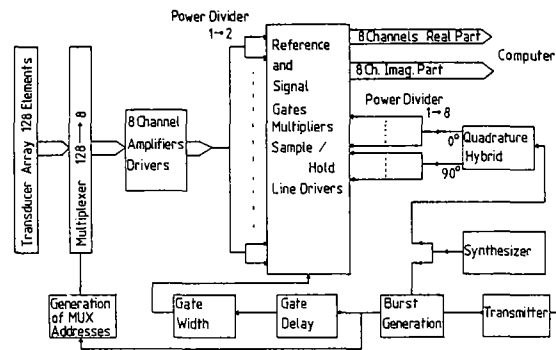 Transducer Array 128 Elements
Multiplexer 128 → 8
8 Channel
Amplifiers
Drivers
Power Divider
1→2
Reference
and
Signal
Gates
Multipliers
Sample /
Hold
Line Drivers
8 Channels Real Part
Computer
8 Ch. Imag. Part
Power Divider
1→8
0°
90°
Quadrature
Hybrid
Synthesizer
Generation
of MUX
Addresses
Gate
Width
Gate
Delay
Burst
Generation
Transmitter